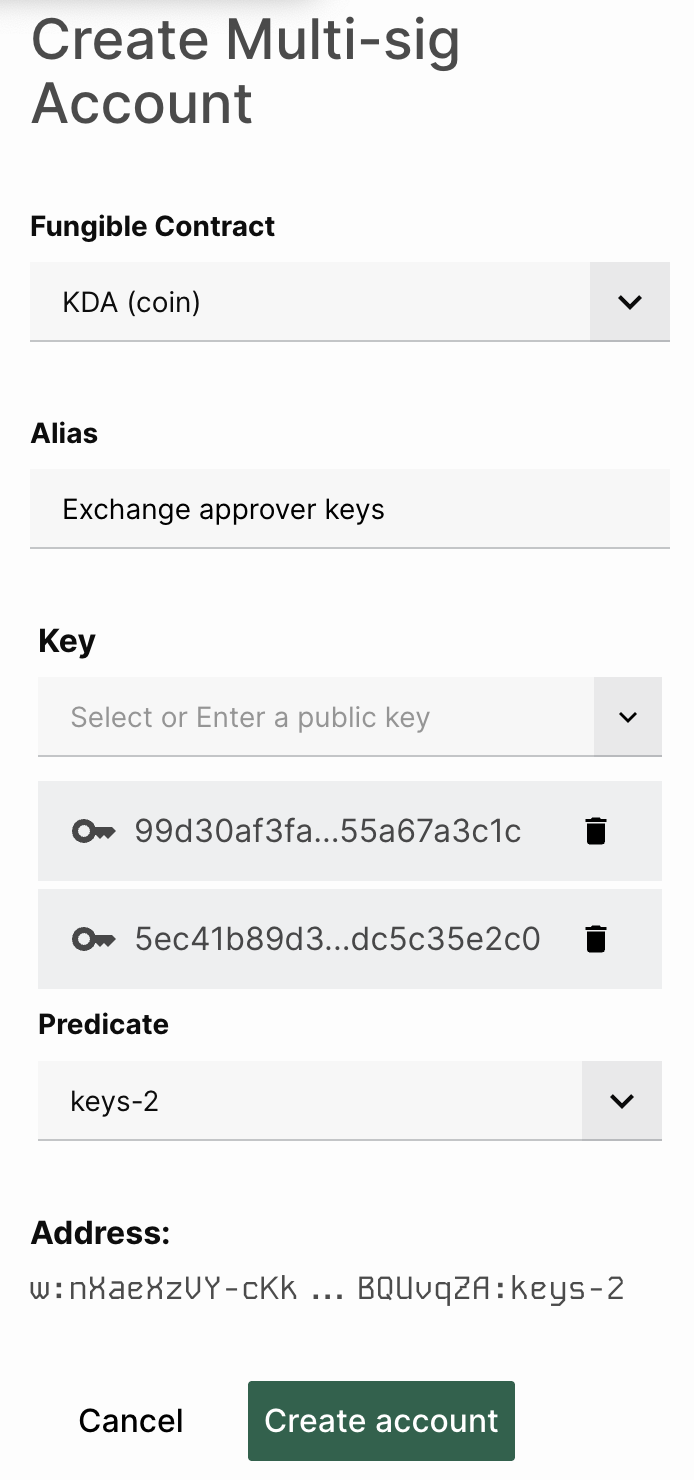 Create Multi-sig
Account
Fungible Contract
KDA (coin)
Alias
Exchange approver keys
Key
Select or Enter a public key
99d30af3fa...55a67a3c1c
5ec41b89d3...dc5c35e2c0
Predicate
keys-2
Address:
w:nXaeXzVY-cKk ... BQUvqZA:keys-2
Cancel
Create account